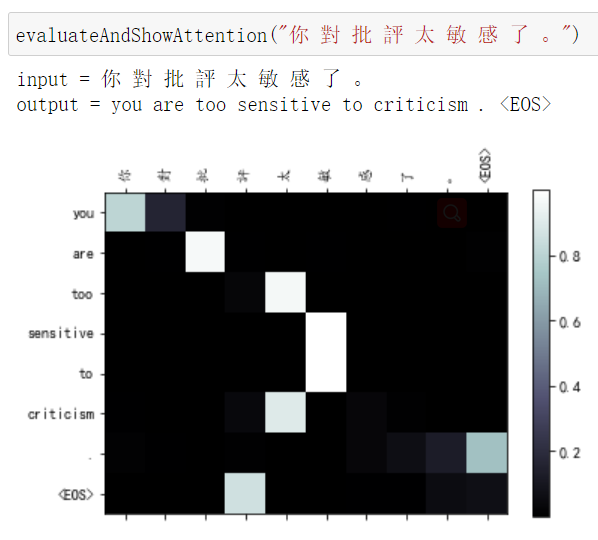 evaluateAndShowAttention("你 對 批 評 太 敏 感 了 。")
input = 你 對 批 評 太 敏 感 了 。
output = you are too sensitive to criticism . <EOS>
你 對 批 評 太 敏 感 了 。 <EOS>
you
are
too
sensitive
to
criticism
.
<EOS>
0.8
0.6
0.4
0.2